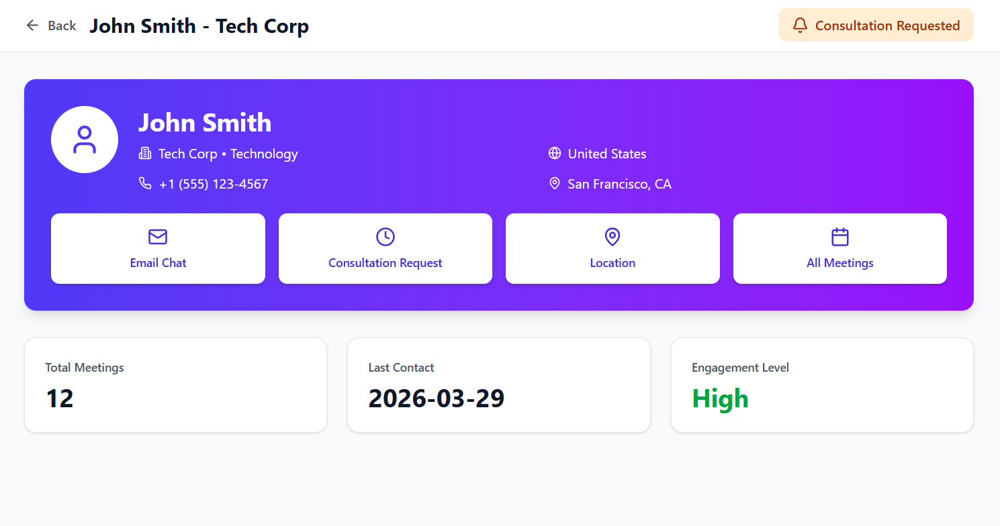 Back
John Smith - Tech Corp
Consultation Requested
John Smith
Tech Corp • Technology
United States
+1 (555) 123-4567
San Francisco, CA
Email Chat
Consultation Request
Location
All Meetings
Total Meetings
12
Last Contact
2026-03-29
Engagement Level
High